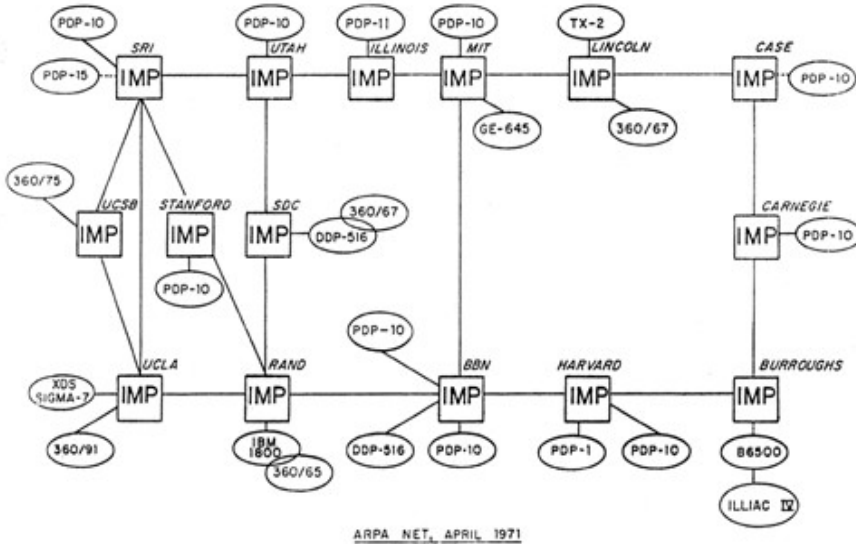 PDP-10
PDP-10
PDP-11
PDP-10
TX-2
SRI
UTAH
ILLINOIS
MIT
LINCOLN
CASE
PDP-15
IMP
IMP
IMP
IMP
IMP
IMP
PDP-10
GE-645
360/67
360/75
UCSB
STANFORD
SDC
360/67
CARNEGIE
IMP
IMP
IMP
DDP-516
IMP
PDP-10
PDP-10
PDP-10
UCLA
RAND
BBN
HARVARD
BURROUGHS
XDS
SIGMA-7
IMP
IMP
IMP
IMP
IMP
360/91
IBM
1800
360/65
DDP-516
PDP-10
PDP-1
PDP-10
B6500
ILLIAC IV
ARPA NET, APRIL 1971